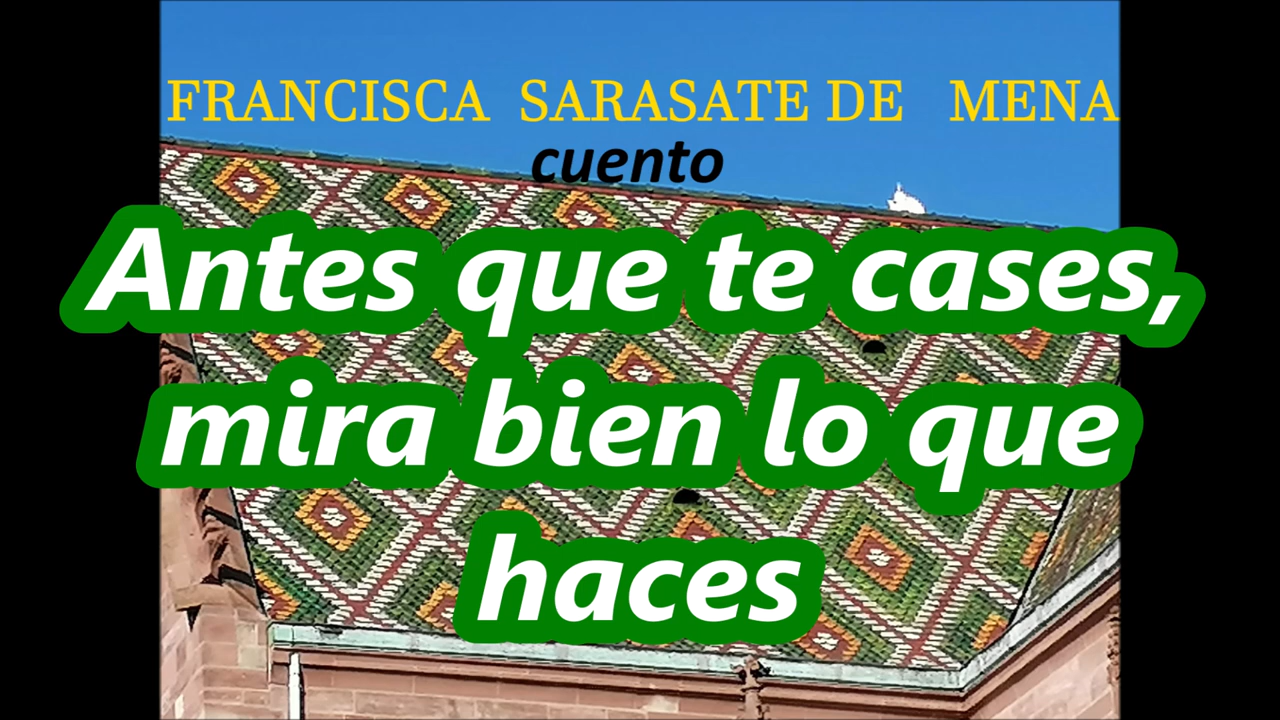 FRANCISCA SARASATE DE MENA
cuento
Antes que te cases,
mira bien lo que
haces